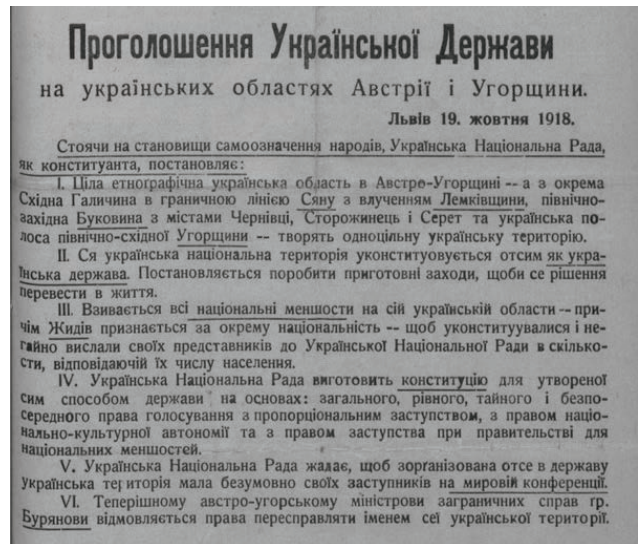 Проголошення Української Держави
на українських областях Австрії і Угорщини.
Львів 19. жовтня 1918.
Стоячи на становищи самоозначення народів, Українська Національна Рада,
як конституанта, постановляє:
I. Ціла етноґрафічна українська область в Австро-Угорщині -- а з окрема
Східна Галичина в граничною лінією Сяну з влученням Лемківщини, північно-
західна Буковина з містами Чернівці, Сторожинець і Серет та українська по-
лоса північно-східної Угорщини -- творять одноцільну українську територію.
II. Ся українська національна територія уконституовується отсим як укра-
їнська держава. Постановляється поробити приготовні заходи, щоби се рішення
перевести в життя.
III. Взивається всі національні меншости на сій українській области -- при-
чім Жидів признається за окрему національність -- щоб уконституувалися і не-
гайно вислали своїх представників до Української Національної Ради в скілько-
сти, відповідаючій їх числу населення.
IV. Українська Національна Рада виготовить конституцію для утвореної
сим способом держави на основах: загального, рівного, тайного і безпо-
середного права голосування з пропорціональним заступством, з правом націо-
нально-культурної автономії та з правом заступства при правительстві для
національних меншостей.
V. Українська Національна Рада жадає, щоб зорґанізована отсе в державу
Українська територія мала безумовно своїх заступників на мировій конференції.
VI. Теперішному австро-угорському міністрови заграничних справ ґр.
Бурянови відмовляється права пересправляти іменем сеї української території.